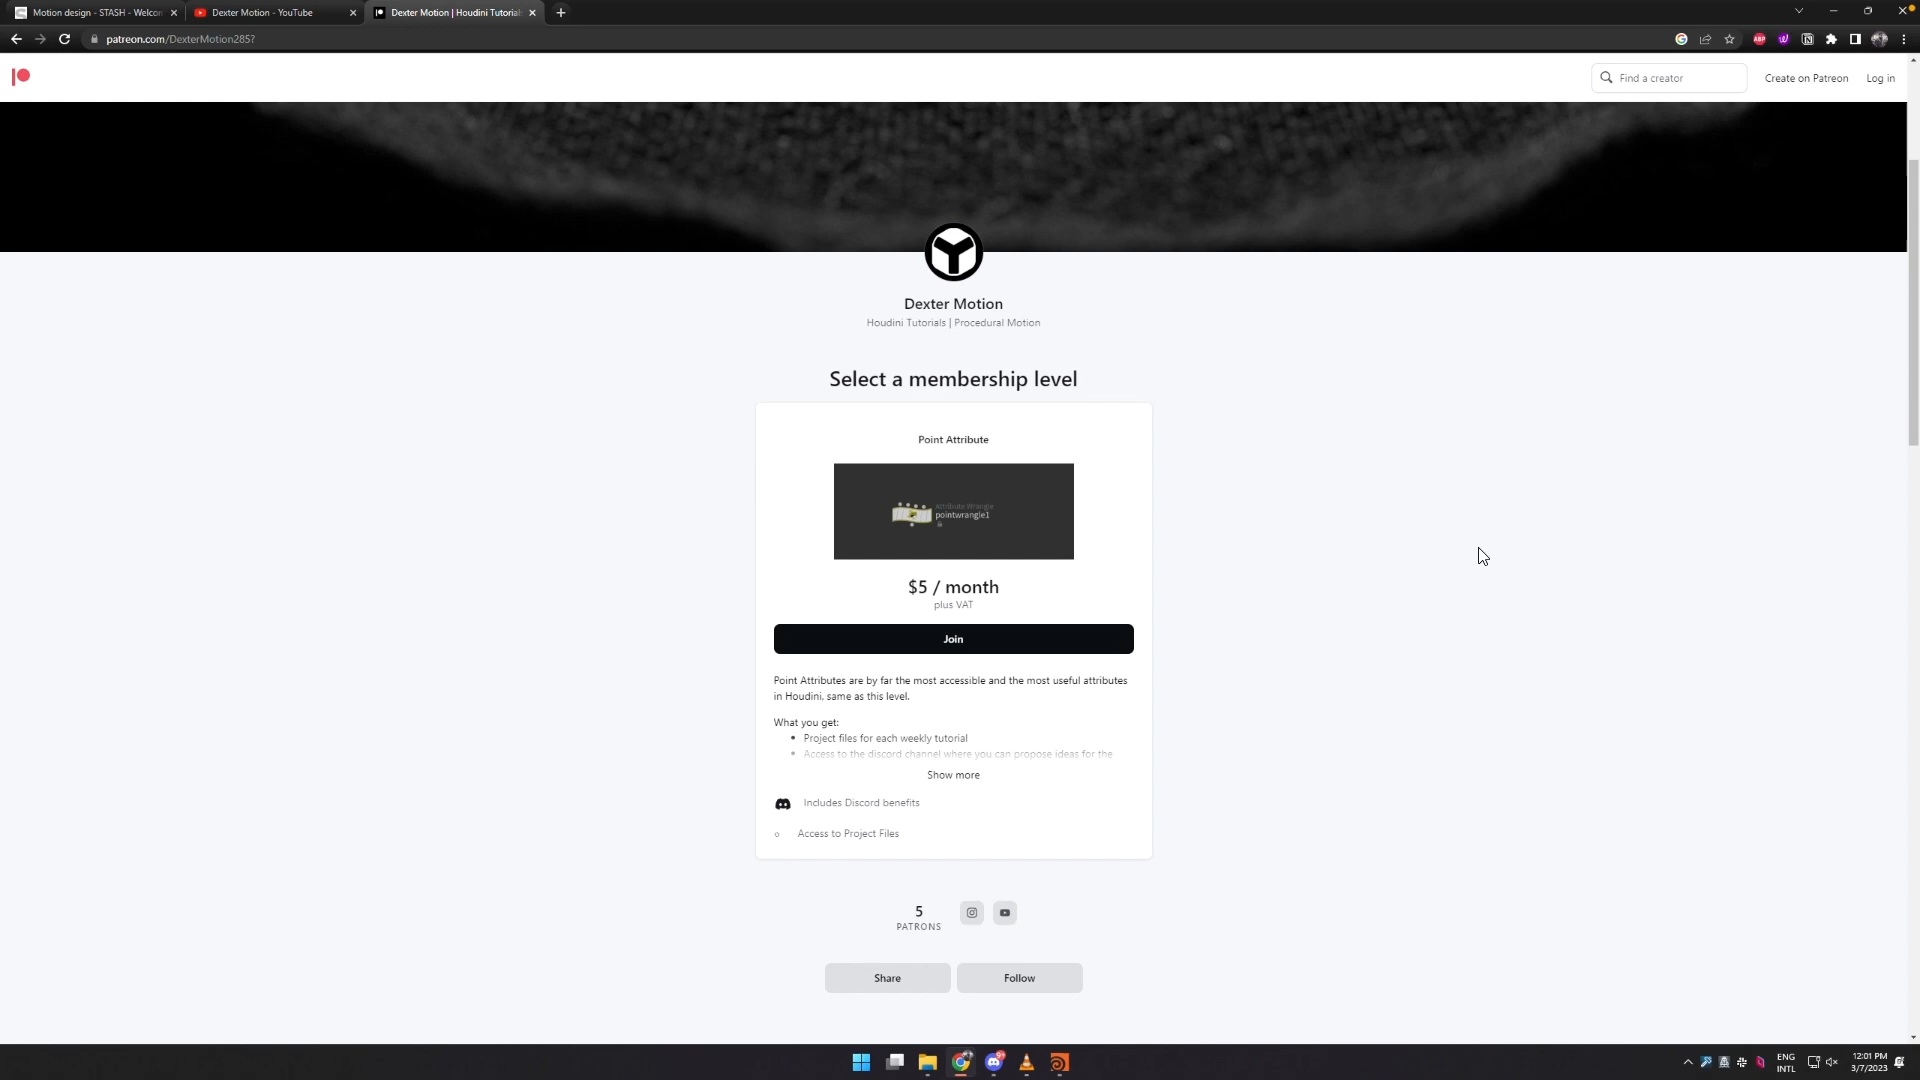 Motion design - STASH - Welcon
Dexter Motion - YouTube
Dexter Motion | Houdini Tutorials
patreon.com/DexterMotion285?
ABP
Find a creator
Create on Patreon
Log in
Dexter Motion
Houdini Tutorials | Procedural Motion
Select a membership level
Point Attribute
Attribute Wrangle
pointwrangle1
$5 / month
plus VAT
Join
Point Attributes are by far the most accessible and the most useful attributes
in Houdini, same as this level.
What you get:
• Project files for each weekly tutorial
• Access to the discord channel where you can propose ideas for the
Show more
Includes Discord benefits
Access to Project Files
5
PATRONS
Share
Follow
ENG
INTL
12:01 PM
3/7/2023